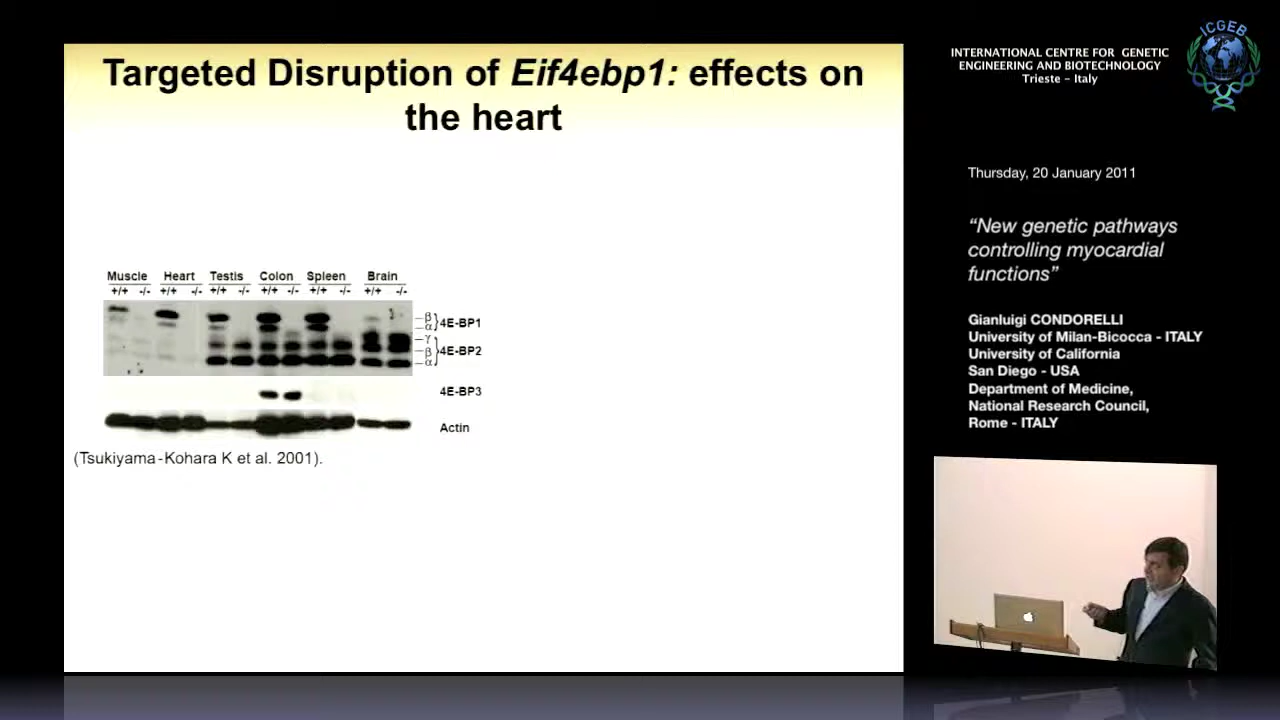 Targeted Disruption of Eif4ebp1: effects on
the heart
Muscle Heart Testis Colon Spleen Brain
+/+ -/- +/+ -/- +/+ -/- +/+ -/- +/+ -/- +/+ -/-
β
α
4E-BP1
γ
β
α
4E-BP2
4E-BP3
Actin
(Tsukiyama-Kohara K et al. 2001).
INTERNATIONAL CENTRE FOR GENETIC
ENGINEERING AND BIOTECHNOLOGY
Trieste - Italy
ICGEB
Thursday, 20 January 2011
“New genetic pathways
controlling myocardial
functions”
Gianluigi CONDORELLI
University of Milan-Bicocca - ITALY
University of California
San Diego - USA
Department of Medicine,
National Research Council,
Rome - ITALY